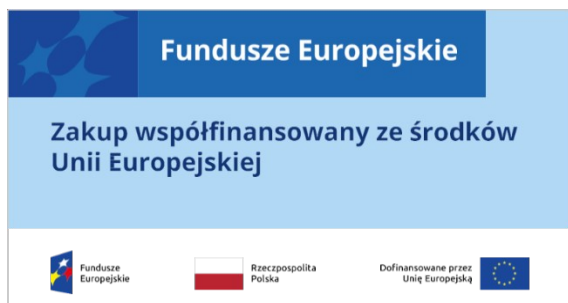 Fundusze Europejskie
Zakup współfinansowany ze środków
Unii Europejskiej
Fundusze
Europejskie
Rzeczpospolita
Polska
Dofinansowane przez
Unię Europejską